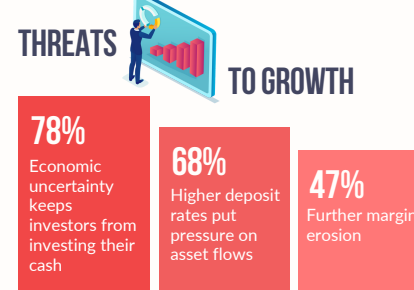 THREATS
TO GROWTH
78%
Economic
uncertainty
keeps
investors from
investing their
cash
68%
Higher deposit
rates put
pressure on
asset flows
47%
Further margin
erosion